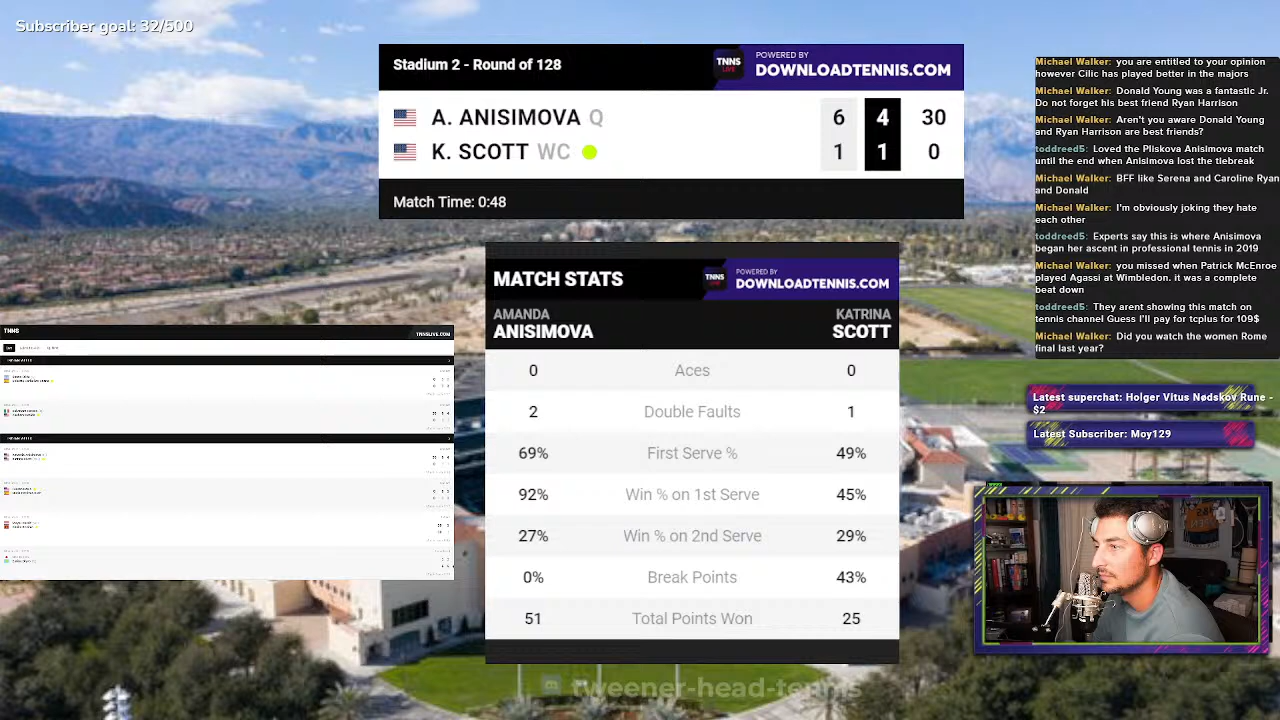 Subscriber goal: 32/500
Stadium 2 - Round of 128
TNNS
LIVE
POWERED BY
DOWNLOADTENNIS.COM
A. ANISIMOVA Q 6 4 30
K. SCOTT WC 1 1 0
Match Time: 0:48
MATCH STATS
TNNS
LIVE
POWERED BY
DOWNLOADTENNIS.COM
AMANDA KATRINA
ANISIMOVA SCOTT
0 Aces 0
2 Double Faults 1
69% First Serve % 49%
92% Win % on 1st Serve 45%
27% Win % on 2nd Serve 29%
0% Break Points 43%
51 Total Points Won 25
TNNS
TNNSLIVE.COM
Michael Walker: you are entitled to your opinion
however Cilic has played better in the majors
Michael Walker: Donald Young was a fantastic Jr.
Do not forget his best friend Ryan Harison
Michael Walker: Aren't you aware Donald Young
and Ryan Harrison are best friends?
toddreed5: And the Pliskova Anisimova match
until the end when Anisimova lost the tiebreak
Michael Walker: BFF like Serena and Caroline Ryan
and Donald
Michael Walker: I'm obviously joking they hate
each other
toddreed5: Experts say this is where Anisimova
began her ascent in professional tennis in 2019
Michael Walker: you missed when Patrick McEnroe
played Agassi at Wimbledon. it was a complete
beat down
toddreed5: They went showing this match on
tennis channel Guess I'll pay for tcplus for 109$
Michael Walker: Did you watch the women Rome
final last year?
Latest superchat: Holger Vitus Nødskov Rune -
$2
Latest Subscriber: Moy129
tweener-head-tennis